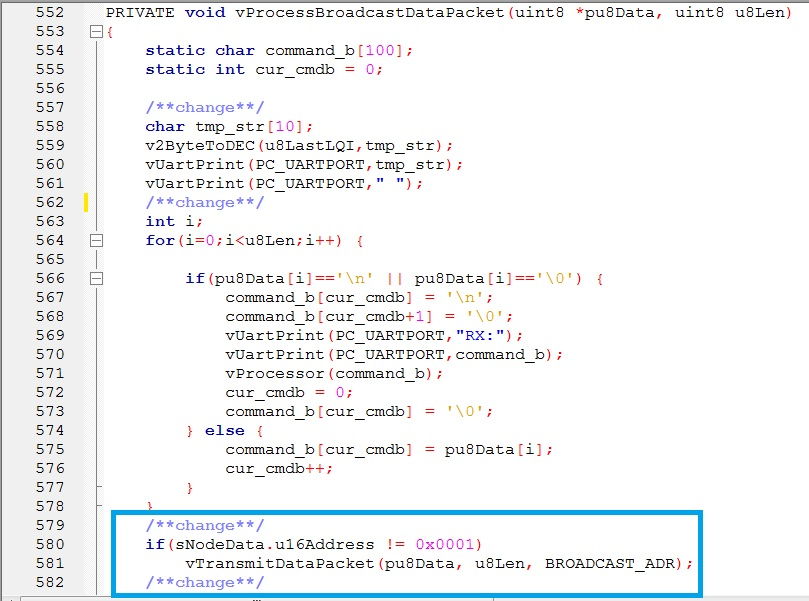 552 PRIVATE void vProcessBroadcastDataPacket(uint8 *pu8Data, uint8 u8Len)
553 {
554     static char command_b[100];
555     static int cur_cmdb = 0;
556
557     /**change**/
558     char tmp_str[10];
559     v2ByteToDEC(u8LastLQI,tmp_str);
560     vUartPrint(PC_UARTPORT,tmp_str);
561     vUartPrint(PC_UARTPORT," ");
562     /**change**/
563     int i;
564     for(i=0;i<u8Len;i++) {
565
566         if(pu8Data[i]=='\n' || pu8Data[i]=='\0') {
567             command_b[cur_cmdb] = '\n';
568             command_b[cur_cmdb+1] = '\0';
569             vUartPrint(PC_UARTPORT,"RX:");
570             vUartPrint(PC_UARTPORT,command_b);
571             vProcessor(command_b);
572             cur_cmdb = 0;
573             command_b[cur_cmdb] = '\0';
574         } else {
575             command_b[cur_cmdb] = pu8Data[i];
576             cur_cmdb++;
577         }
578     }
579     /**change**/
580     if(sNodeData.u16Address != 0x0001)
581         vTransmitDataPacket(pu8Data, u8Len, BROADCAST_ADR);
582     /**change**/